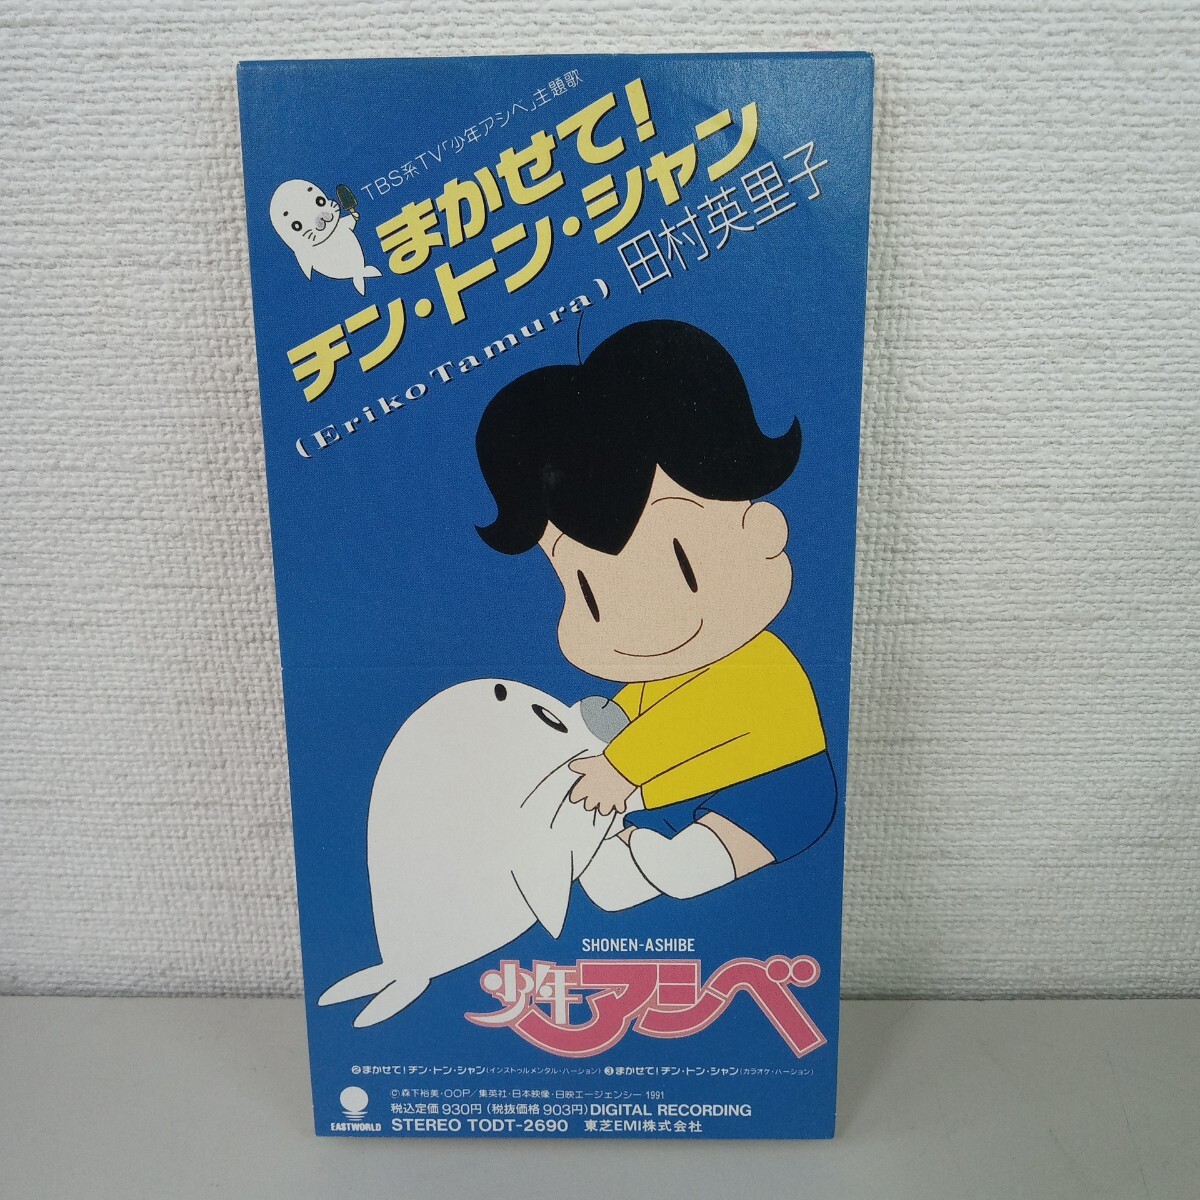 TBS系TV「少年アシベ」主題歌
まかせて!
チン・トン・シャン
田村英里子
(Eriko Tamura)
SHONEN-ASHIBE
少年アシベ
②まかせて!チン・トン・シャン(インストゥルメンタル・バージョン) ③まかせて!チン・トン・シャン(カラオケ・バージョン)
©森下裕美・OOP/集英社・日本映像・日映エージェンシー 1991
税込定価 930円(税抜価格 903円) DIGITAL RECORDING
STEREO TODT-2690 東芝EMI株式会社
EASTWORLD